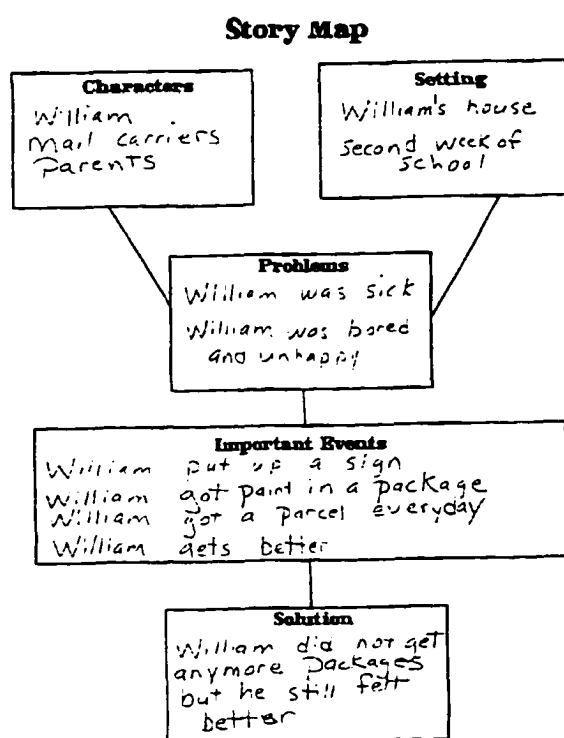 Story Map
Characters
William
Mail carriers
Parents
Setting
William's house
second week of
school
Problems
William was sick
William was bored
and unhappy
Important Events
William put up a sign
William got paint in a package
William got a parcel everyday
William gets better
Solution
William did not get
anymore packages
but he still felt
better